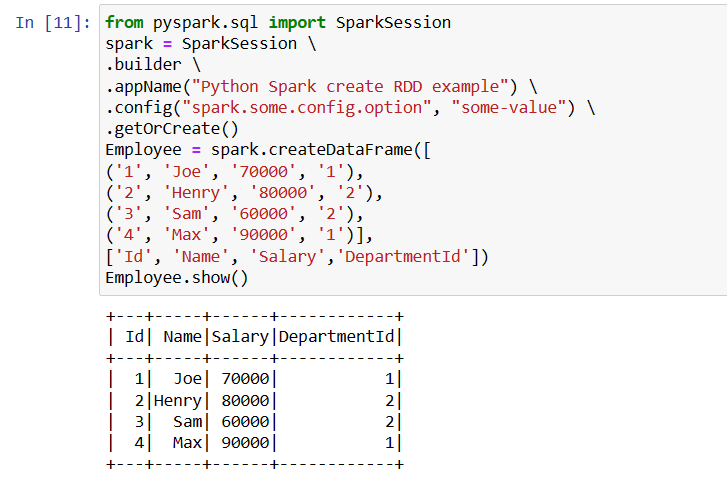 In [11]: from pyspark.sql import SparkSession
spark = SparkSession \
.builder \
.appName("Python Spark create RDD example") \
.config("spark.some.config.option", "some-value") \
.getOrCreate()
Employee = spark.createDataFrame([
('1', 'Joe', '70000', '1'),
('2', 'Henry', '80000', '2'),
('3', 'Sam', '60000', '2'),
('4', 'Max', '90000', '1')],
['Id', 'Name', 'Salary','DepartmentId'])
Employee.show()
+---+-----+------+------------+
| Id| Name|Salary|DepartmentId|
+---+-----+------+------------+
|  1|  Joe| 70000|           1|
|  2|Henry| 80000|           2|
|  3|  Sam| 60000|           2|
|  4|  Max| 90000|           1|
+---+-----+------+------------+